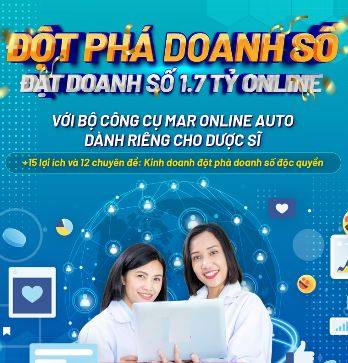 ĐỘT PHÁ DOANH SỐ
ĐẠT DOANH SỐ 1.7 TỶ ONLINE
VỚI BỘ CÔNG CỤ MAR ONLINE AUTO
DÀNH RIÊNG CHO DƯỢC SĨ
+15 lợi ích và 12 chuyên đề: Kinh doanh đột phá doanh số độc quyền